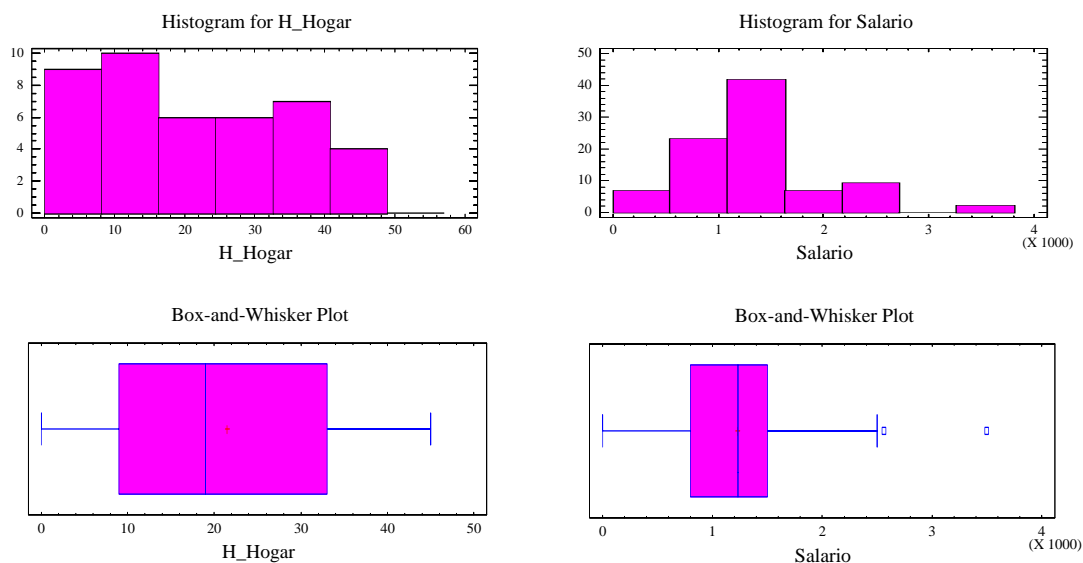 Histogram for H_Hogar
10
8
6
4
2
0
0 10 20 30 40 50 60
H_Hogar
Histogram for Salario
50
40
30
20
10
0
0 1 2 3 4
(X 1000)
Salario
Box-and-Whisker Plot
0 10 20 30 40 50
H_Hogar
Box-and-Whisker Plot
0 1 2 3 4
(X 1000)
Salario